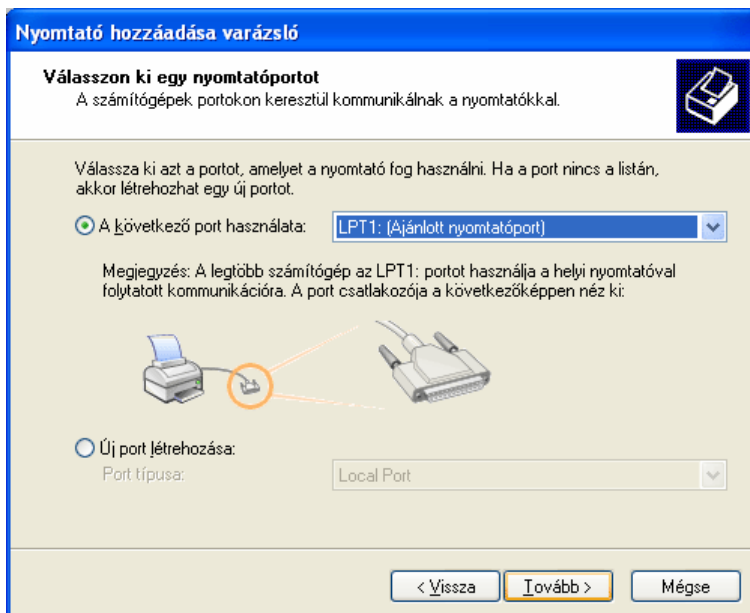 Nyomtató hozzáadása varázsló
Válasszon ki egy nyomtatóportot
A számítógépek portokon keresztül kommunikálnak a nyomtatókkal.
Válassza ki azt a portot, amelyet a nyomtató fog használni. Ha a port nincs a listán,
akkor létrehozhat egy új portot.
A következő port használata:
LPT1: (Ajánlott nyomtatóport)
Megjegyzés: A legtöbb számítógép az LPT1: portot használja a helyi nyomtatóval
folytatott kommunikációra. A port csatlakozója a következőképpen néz ki:
Új port létrehozása:
Port típusa:
Local Port
< Vissza
Tovább >
Mégse